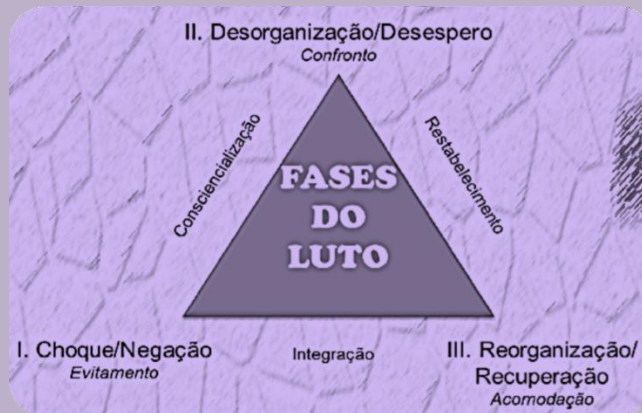 II. Desorganização/Desespero
Confronto
Consciencialização
Restabelecimento
FASES
DO
LUTO
I. Choque/Negação
Evitamento
Integração
III. Reorganização/
Recuperação
Acomodação